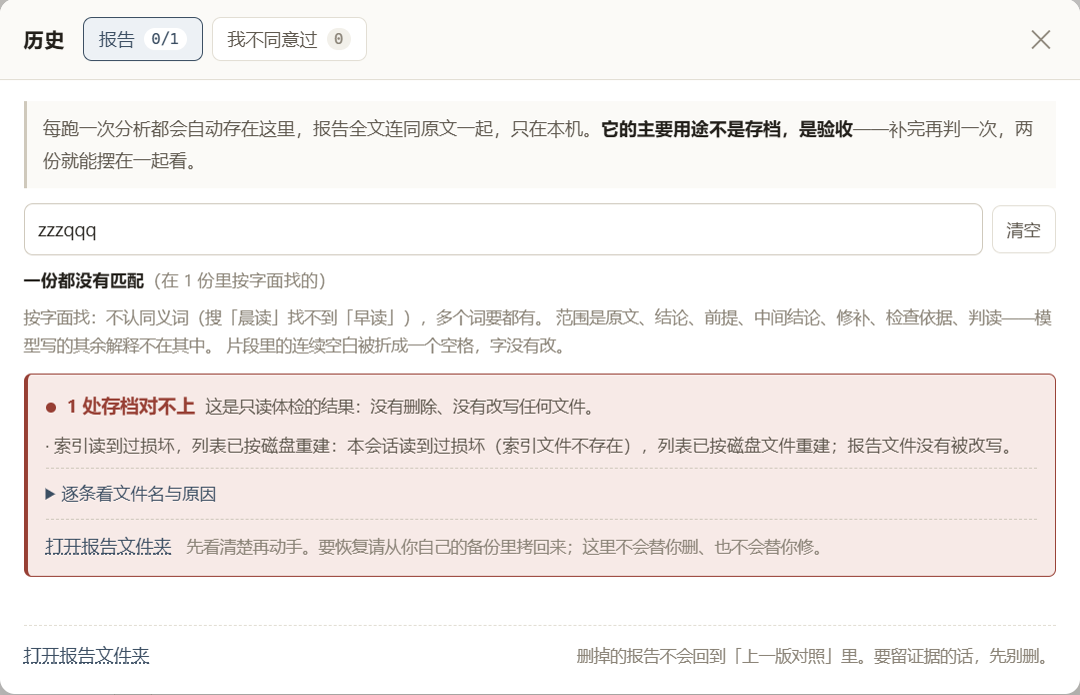 历史 报告 0/1 我不同意过 0
每跑一次分析都会自动存在这里，报告全文连同原文一起，只在本机。它的主要用途不是存档，是验收——补完再判一次，两
份就能摆在一起看。
zzzqqq 清空
一份都没有匹配（在 1 份里按字面找的）
按字面找：不认同义词（搜「晨读」找不到「早读」），多个词要都有。 范围是原文、结论、前提、中间结论、修补、检查依据、判读——模
型写的其余解释不在其中。 片段里的连续空白被折成一个空格，字没有改。
1 处存档对不上 这是只读体检的结果：没有删除、没有改写任何文件。
· 索引读到过损坏，列表已按磁盘重建：本会话读到过损坏（索引文件不存在），列表已按磁盘文件重建；报告文件没有被改写。
▶ 逐条看文件名与原因
打开报告文件夹 先看清楚再动手。要恢复请从你自己的备份里拷回来；这里不会替你删、也不会替你修。
打开报告文件夹 删掉的报告不会回到「上一版对照」里。要留证据的话，先别删。